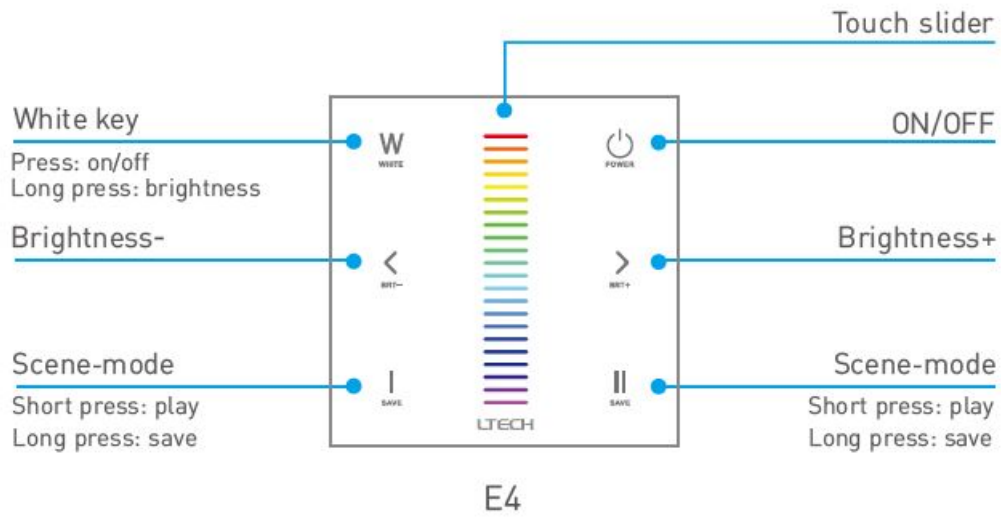 Touch slider
White key
Press: on/off
Long press: brightness
ON/OFF
W
WHITE
POWER
Brightness-
Brightness+
BRT—
BRT+
Scene-mode
Short press: play
Long press: save
I
SAVE
II
SAVE
Scene-mode
Short press: play
Long press: save
LTECH
E4